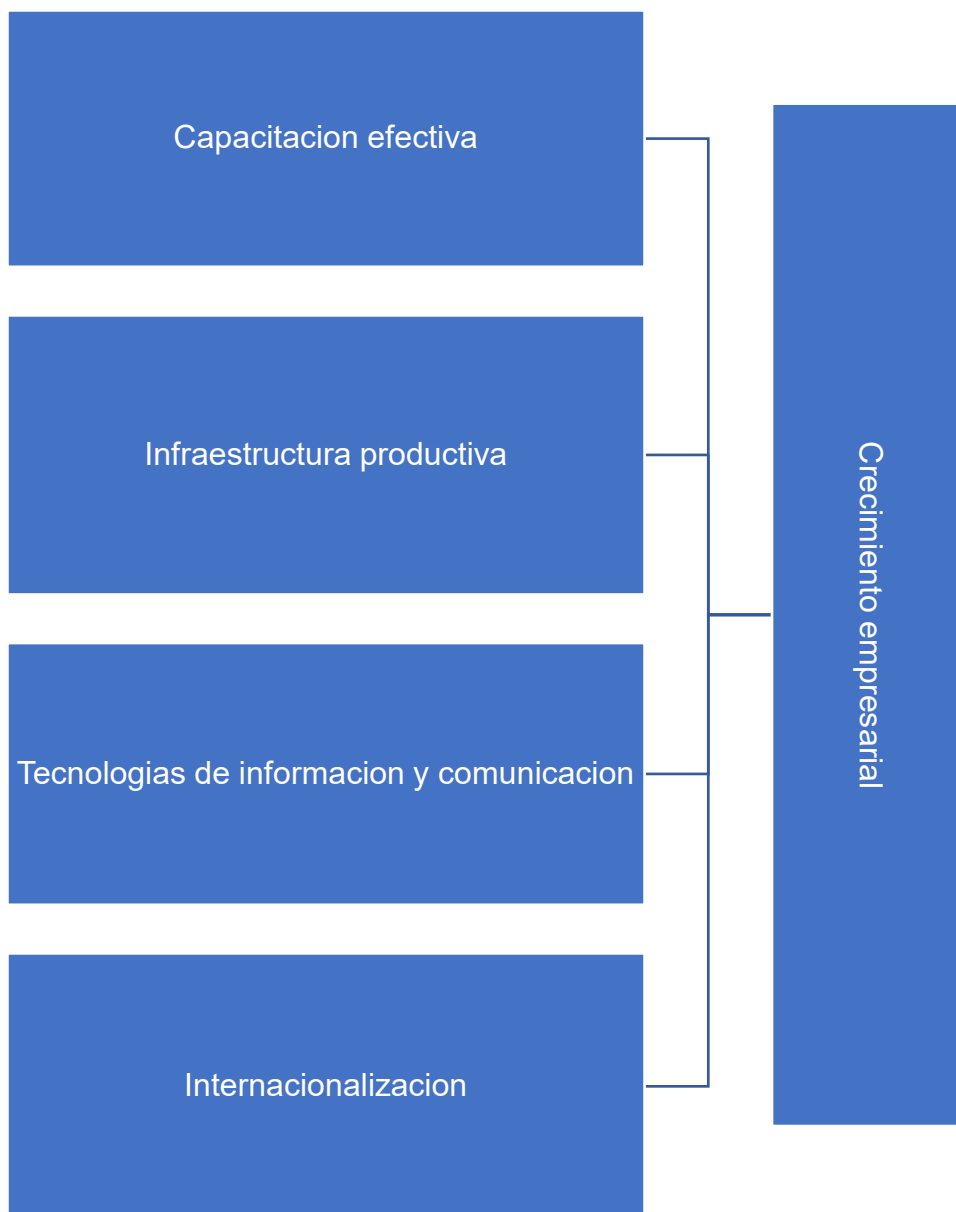 Capacitacion efectiva
Infraestructura productiva
Tecnologias de informacion y comunicacion
Internacionalizacion
Crecimiento empresarial